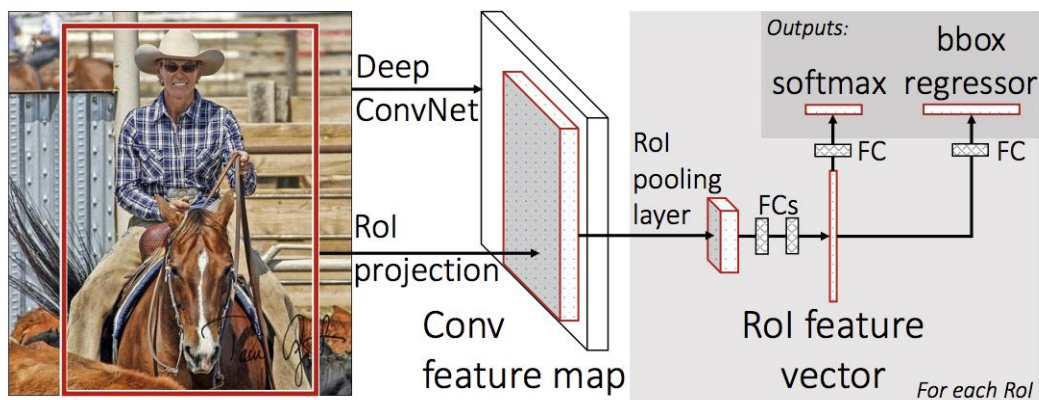 Deep
ConvNet
RoI
projection
Conv
feature map
RoI
pooling
layer
FCs
RoI feature
vector
Outputs:
softmax
bbox
regressor
FC
FC
For each RoI